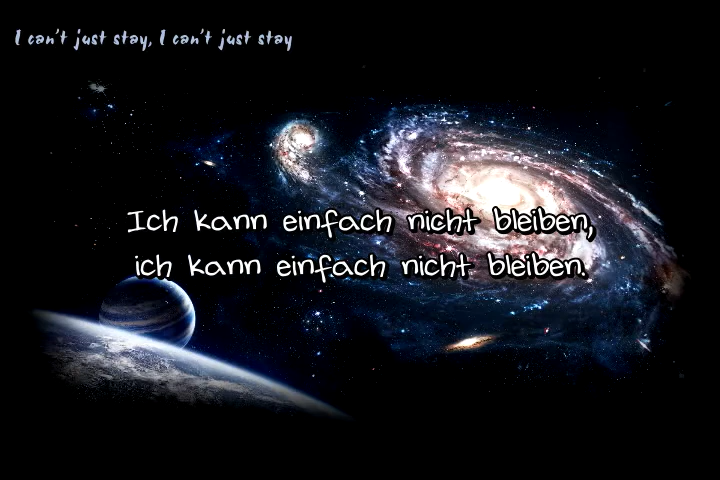 I can't just stay, I can't just stay
Ich kann einfach nicht bleiben,
ich kann einfach nicht bleiben.